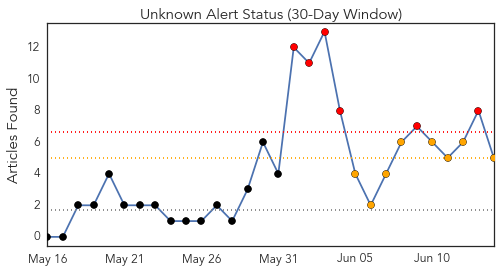 Unknown Alert Status (30-Day Window)
Articles Found
12
10
8
6
4
2
0
May 16 May 21 May 26 May 31 Jun 05 Jun 10